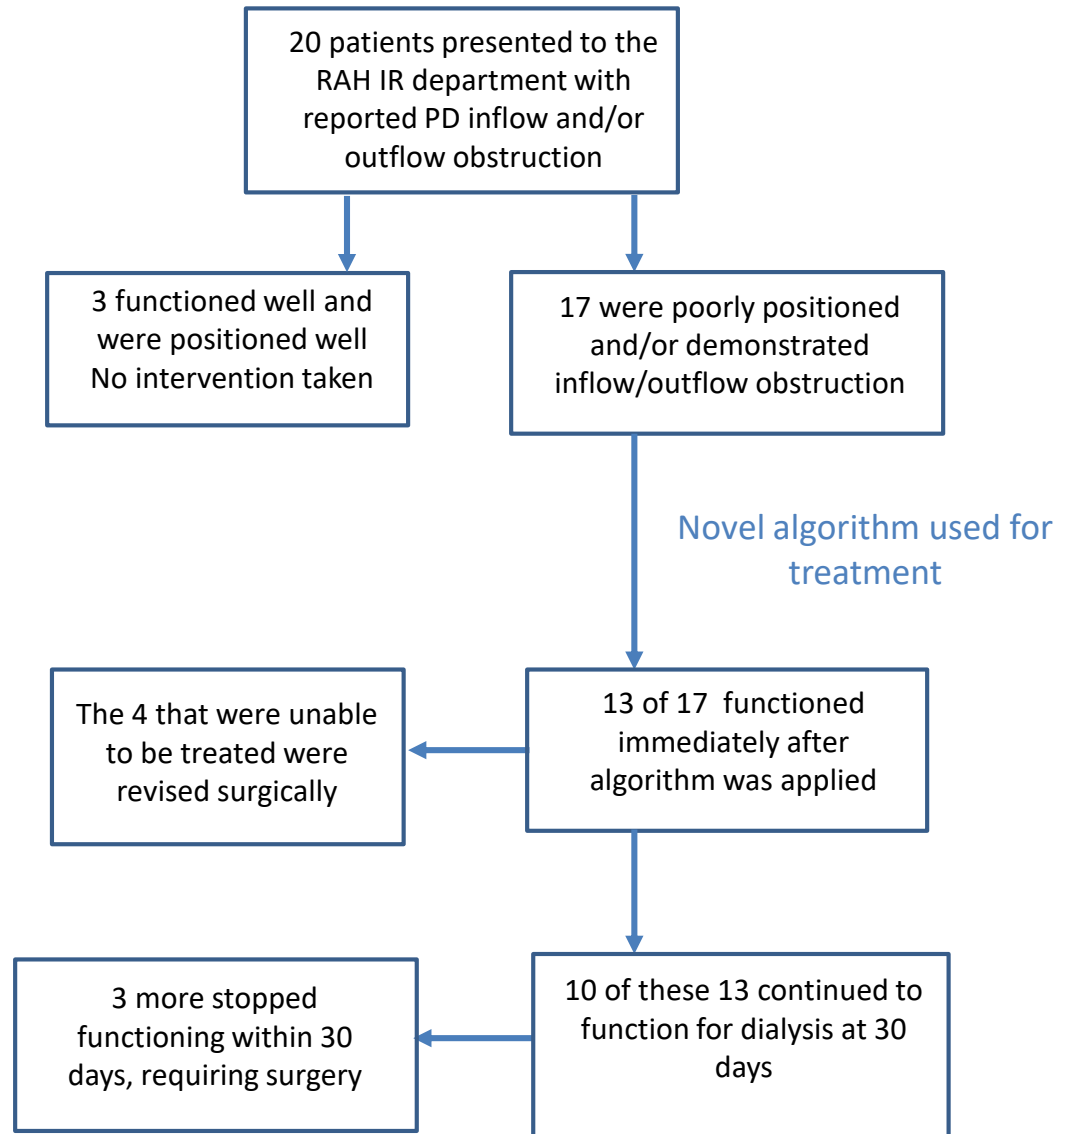 20 patients presented to the
RAH IR department with
reported PD inflow and/or
outflow obstruction
3 functioned well and
were positioned well
No intervention taken
17 were poorly positioned
and/or demonstrated
inflow/outflow obstruction
Novel algorithm used for
treatment
The 4 that were unable
to be treated were
revised surgically
13 of 17 functioned
immediately after
algorithm was applied
3 more stopped
functioning within 30
days, requiring surgery
10 of these 13 continued to
function for dialysis at 30
days